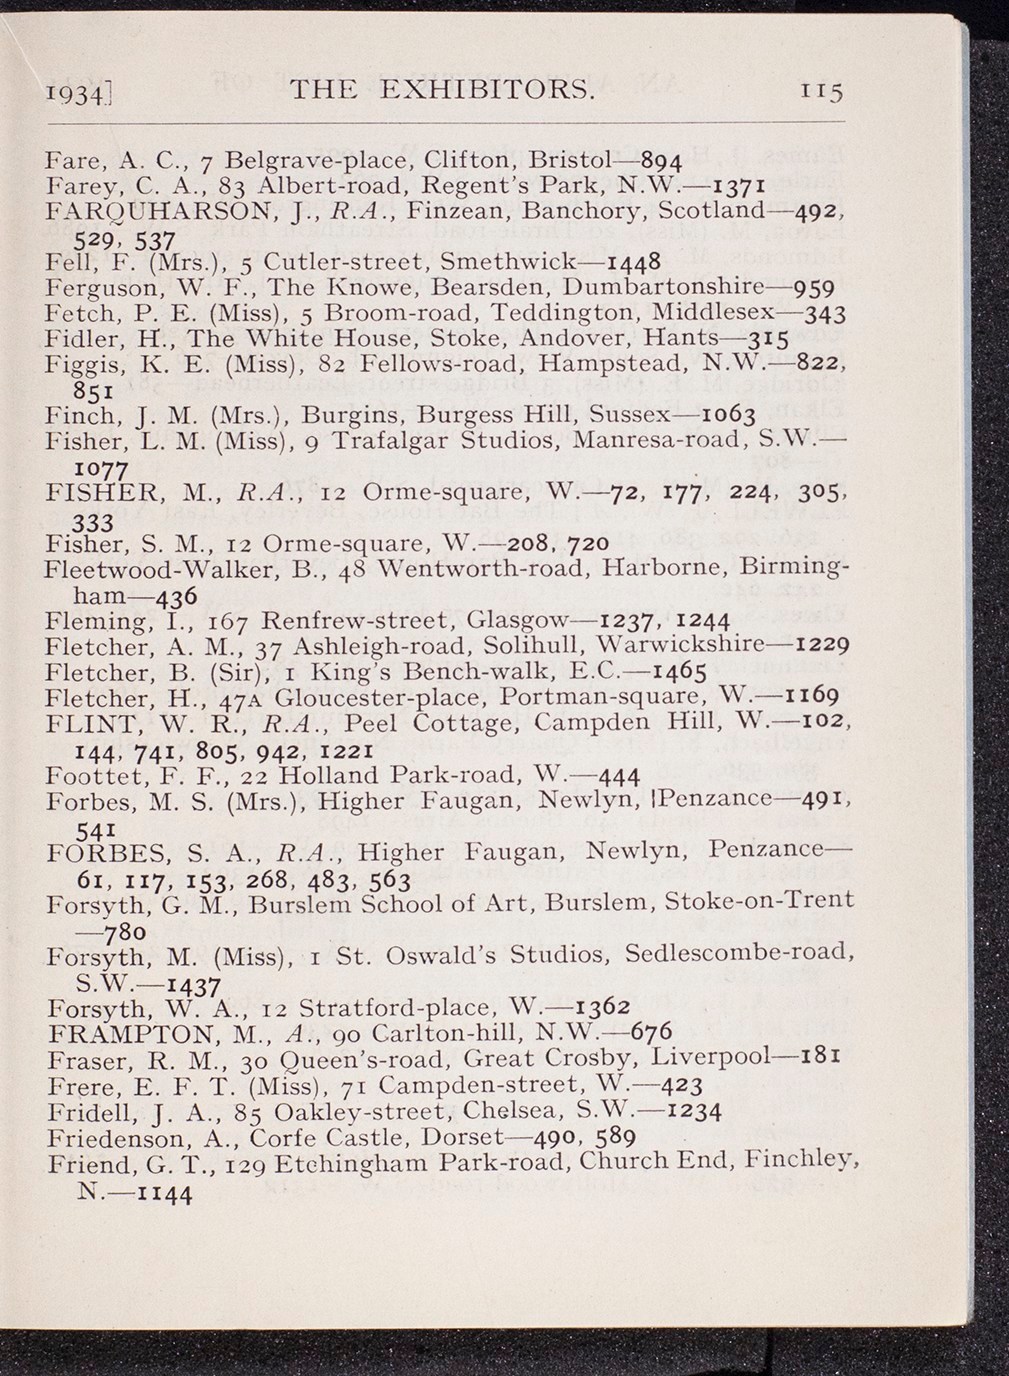 1934]
THE EXHIBITORS.
115
Fare, A. C., 7 Belgrave-place, Clifton, Bristol—894
Farey, C. A., 83 Albert-road, Regent's Park, N.W.—1371
FARQUHARSON, J., R.A., Finzean, Banchory, Scotland—492,
529, 537
Fell, F. (Mrs.), 5 Cutler-street, Smethwick—1448
Ferguson, W. F., The Knowe, Bearsden, Dumbartonshire—959
Fetch, P. E. (Miss), 5 Broom-road, Teddington, Middlesex—343
Fidler, H., The White House, Stoke, Andover, Hants—315
Figgis, K. E. (Miss), 82 Fellows-road, Hampstead, N.W.—822,
851
Finch, J. M. (Mrs.), Burgins, Burgess Hill, Sussex—1063
Fisher, L. M. (Miss), 9 Trafalgar Studios, Manresa-road, S.W.—
1077
FISHER, M., R.A., 12 Orme-square, W.—72, 177, 224, 305,
333
Fisher, S. M., 12 Orme-square, W.—208, 720
Fleetwood-Walker, B., 48 Wentworth-road, Harborne, Birming-
ham—436
Fleming, I., 167 Renfrew-street, Glasgow—1237, 1244
Fletcher, A. M., 37 Ashleigh-road, Solihull, Warwickshire—1229
Fletcher, B. (Sir), 1 King's Bench-walk, E.C.—1465
Fletcher, H., 47A Gloucester-place, Portman-square, W.—1169
FLINT, W. R., R.A., Peel Cottage, Campden Hill, W.—102,
144, 741, 805, 942, 1221
Foottet, F. F., 22 Holland Park-road, W.—444
Forbes, M. S. (Mrs.), Higher Faugan, Newlyn, |Penzance—491,
541
FORBES, S. A., R.A., Higher Faugan, Newlyn, Penzance—
61, 117, 153, 268, 483, 563
Forsyth, G. M., Burslem School of Art, Burslem, Stoke-on-Trent
—780
Forsyth, M. (Miss), 1 St. Oswald's Studios, Sedlescombe-road,
S.W.—1437
Forsyth, W. A., 12 Stratford-place, W.—1362
FRAMPTON, M., A., 90 Carlton-hill, N.W.—676
Fraser, R. M., 30 Queen's-road, Great Crosby, Liverpool—181
Frere, E. F. T. (Miss), 71 Campden-street, W.—423
Fridell, J. A., 85 Oakley-street, Chelsea, S.W.—1234
Friedenson, A., Corfe Castle, Dorset—490, 589
Friend, G. T., 129 Etchingham Park-road, Church End, Finchley,
N.—1144